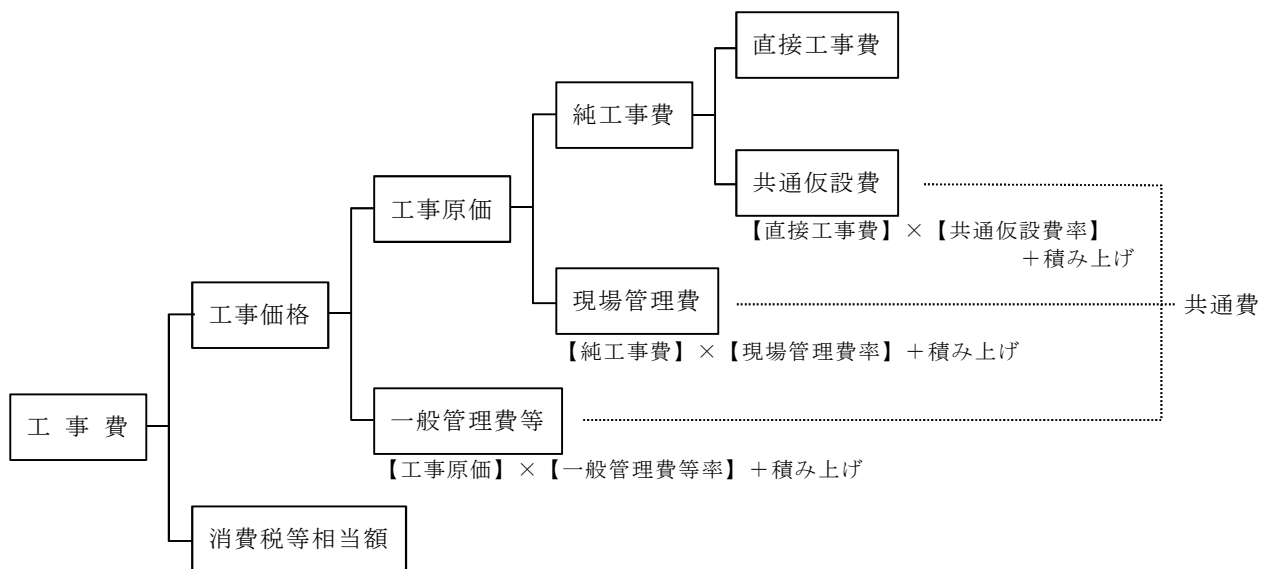 直接工事費
純工事費
共通仮設費
工事原価
【直接工事費】×【共通仮設費率】
＋積み上げ
現場管理費
工事価格
共通費
【純工事費】×【現場管理費率】＋積み上げ
一般管理費等
工 事 費
【工事原価】×【一般管理費等率】＋積み上げ
消費税等相当額